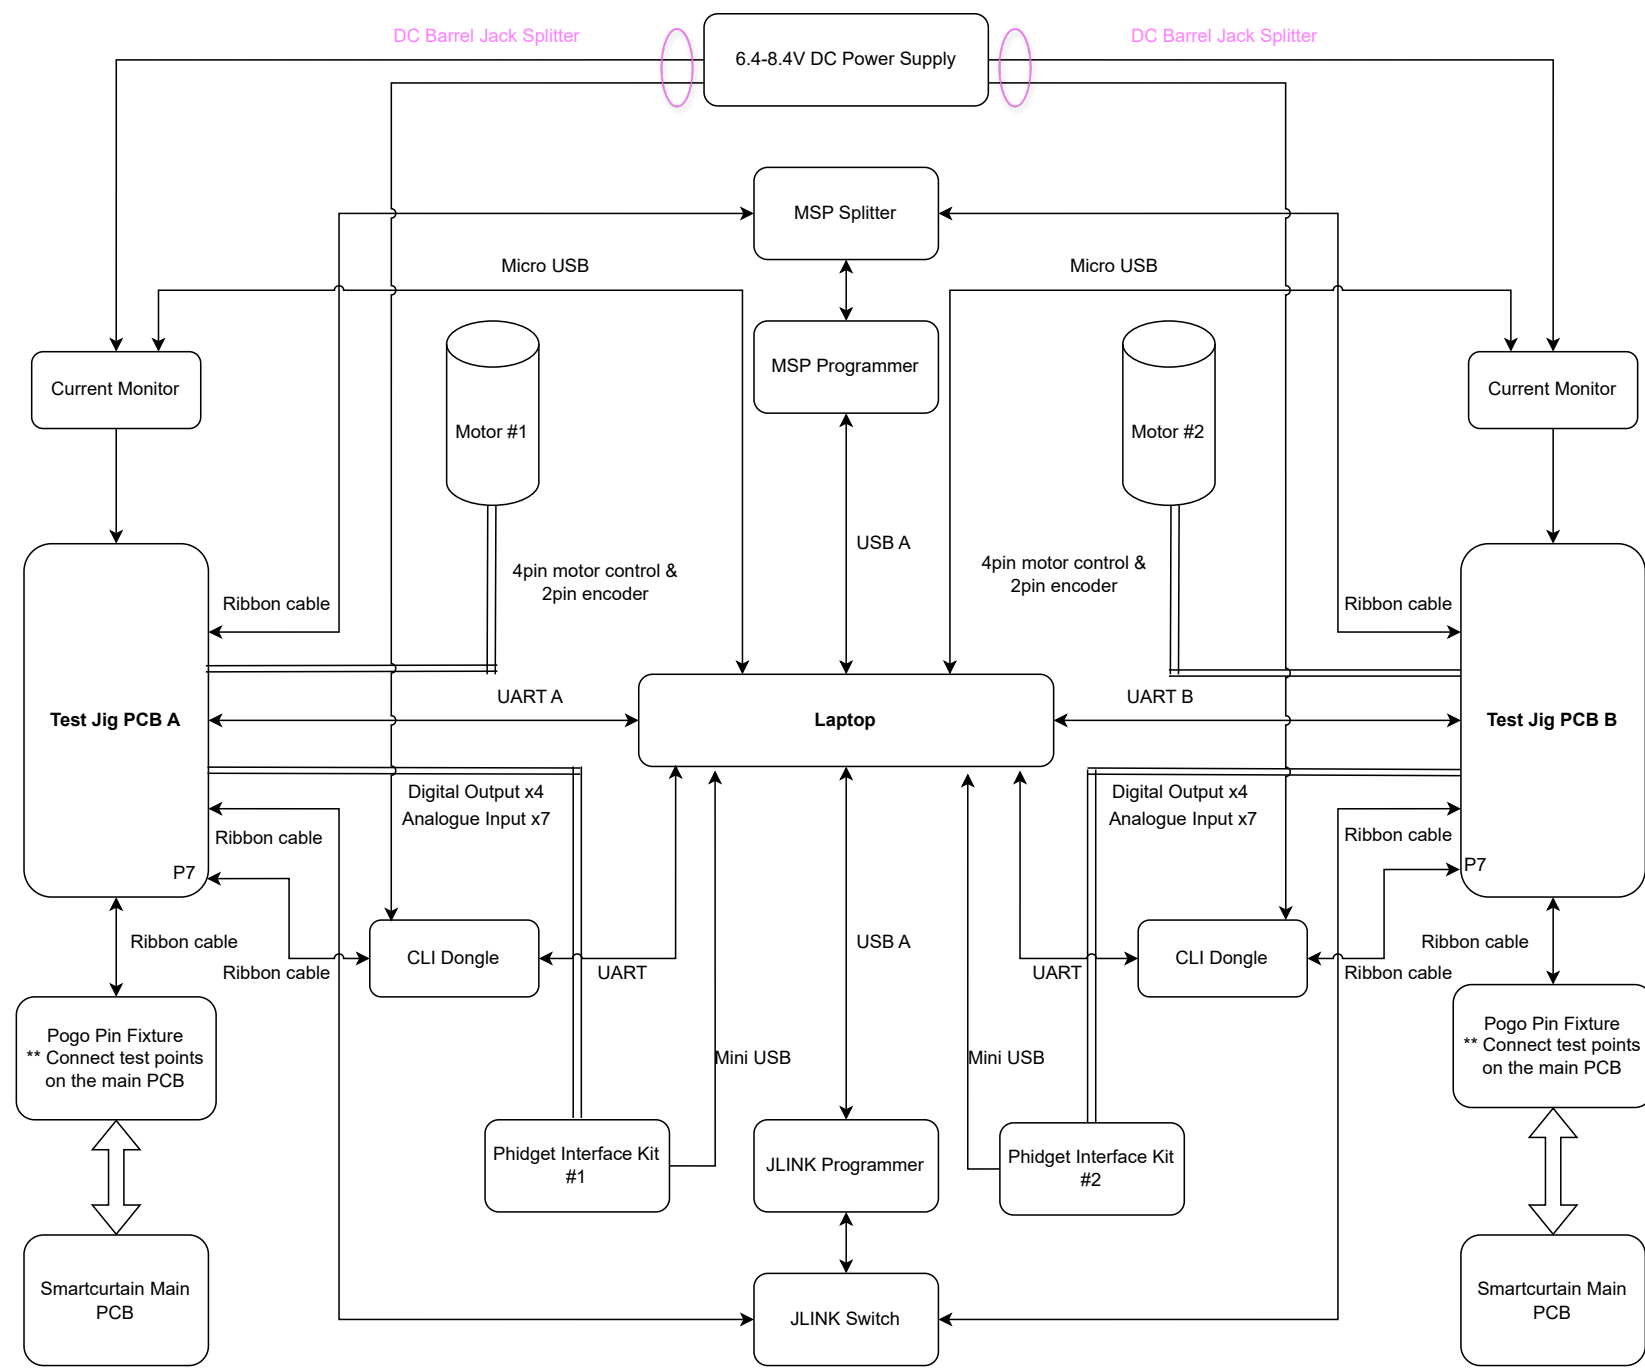 DC Barrel Jack Splitter
6.4-8.4V DC Power Supply
DC Barrel Jack Splitter
MSP Splitter
Micro USB
Micro USB
MSP Programmer
Current Monitor
Motor #1
Motor #2
Current Monitor
USB A
4pin motor control &
2pin encoder
4pin motor control &
2pin encoder
Ribbon cable
Ribbon cable
UART A
UART B
Test Jig PCB A
Laptop
Test Jig PCB B
Digital Output x4
Analogue Input x7
Digital Output x4
Analogue Input x7
Ribbon cable
Ribbon cable
P7
P7
Ribbon cable
CLI Dongle
USB A
CLI Dongle
Ribbon cable
Ribbon cable
UART
UART
Ribbon cable
Pogo Pin Fixture
** Connect test points
on the main PCB
Mini USB
Mini USB
Pogo Pin Fixture
** Connect test points
on the main PCB
Phidget Interface Kit
#1
JLINK Programmer
Phidget Interface Kit
#2
Smartcurtain Main
PCB
JLINK Switch
Smartcurtain Main
PCB